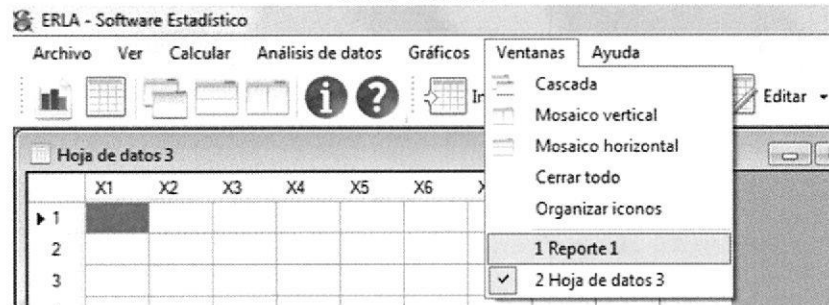 ERLA - Software Estadístico
Archivo Ver Calcular Análisis de datos Gráficos Ventanas Ayuda
Editar
Cascada
Mosaico vertical
Mosaico horizontal
Cerrar todo
Organizar iconos
1 Reporte 1
2 Hoja de datos 3
Hoja de datos 3
X1 X2 X3 X4 X5 X6
1
2
3